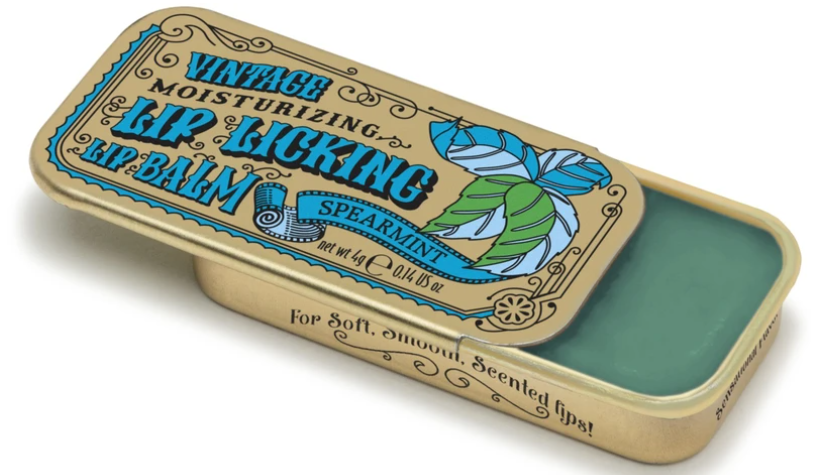 VINTAGE
MOISTURIZING
LIP LICKING
LIP BALM
SPEARMINT
net wt 4g ℮ 0.14 US oz
For Soft, Smooth, Scented lips!
Sensational